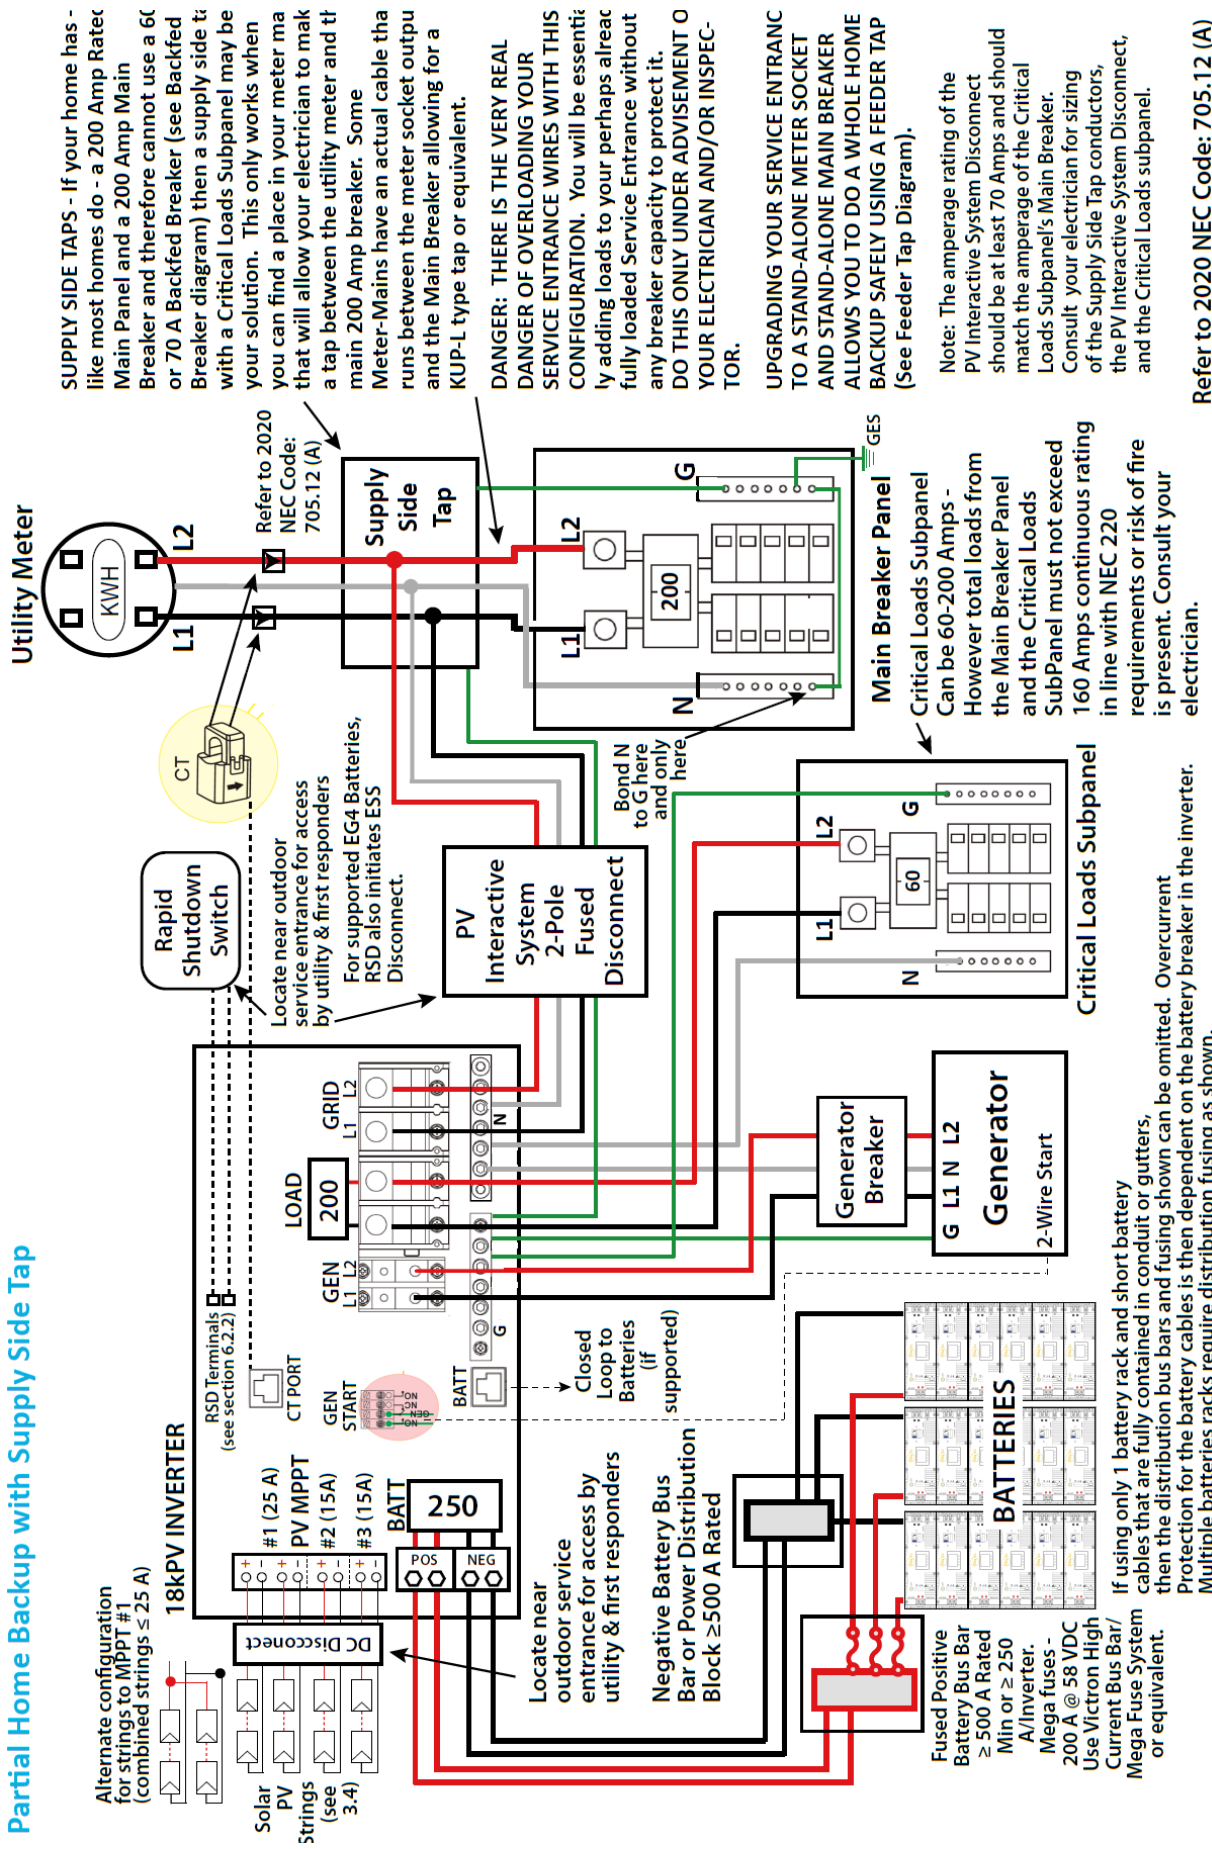 Partial Home Backup with Supply Side Tap
Alternate configuration
for strings to MPPT #1
(combined strings ≤ 25 A)
Solar
PV
Strings
(see
3.4)
DC Discconect
18kPV INVERTER
RSD Terminals
(see section 6.2.2)
CT PORT
#1 (25 A)
PV MPPT
#2 (15A)
#3 (15A)
+
-
+
-
+
-
+
-
GEN
START
NO
NC
GEN
NO
BATT
250
POS
NEG
BATT
Closed
Loop to
Batteries
(if
supported)
GEN
L1
L2
LOAD
200
GRID
L1
L2
N
G
Locate near
outdoor service
entrance for access by
utility & first responders
Negative Battery Bus
Bar or Power Distribution
Block ≥500 A Rated
Fused Positive
Battery Bus Bar
≥ 500 A Rated
Min or ≥ 250
A/Inverter.
Mega fuses -
200 A @ 58 VDC
Use Victron High
Current Bus Bar/
Mega Fuse System
or equivalent.
BATTERIES
If using only 1 battery rack and short battery
cables that are fully contained in conduit or gutters,
then the distribution bus bars and fusing shown can be omitted. Overcurrent
Protection for the battery cables is then dependent on the battery breaker in the inverter.
Multiple batteries racks require distribution fusing as shown.
Generator
Breaker
G L1 N L2
Generator
2-Wire Start
Rapid
Shutdown
Switch
Locate near outdoor
service entrance for access
by utility & first responders
For supported EG4 Batteries,
RSD also initiates ESS
Disconnect.
PV
Interactive
System
2-Pole
Fused
Disconnect
CT
Utility Meter
KWH
L1
L2
Refer to 2020
NEC Code:
705.12 (A)
Supply
Side
Tap
Bond N
to G here
and only
here
N
L1
L2
G
200
GES
Main Breaker Panel
N
L1
L2
G
60
Critical Loads Subpanel
Critical Loads Subpanel
Can be 60-200 Amps -
However total loads from
the Main Breaker Panel
and the Critical Loads
SubPanel must not exceed
160 Amps continuous rating
in line with NEC 220
requirements or risk of fire
is present. Consult your
electrician.
SUPPLY SIDE TAPS - If your home has -
like most homes do - a 200 Amp Rated
Main Panel and a 200 Amp Main
Breaker and therefore cannot use a 60
or 70 A Backfed Breaker (see Backfed
Breaker diagram) then a supply side ta
with a Critical Loads Subpanel may be
your solution. This only works when
you can find a place in your meter ma
that will allow your electrician to mak
a tap between the utility meter and th
main 200 Amp breaker. Some
Meter-Mains have an actual cable tha
runs between the meter socket outpu
and the Main Breaker allowing for a
KUP-L type tap or equivalent.
DANGER: THERE IS THE VERY REAL
DANGER OF OVERLOADING YOUR
SERVICE ENTRANCE WIRES WITH THIS
CONFIGURATION. You will be essentia
ly adding loads to your perhaps alread
fully loaded Service Entrance without
any breaker capacity to protect it.
DO THIS ONLY UNDER ADVISEMENT O
YOUR ELECTRICIAN AND/OR INSPEC-
TOR.
UPGRADING YOUR SERVICE ENTRANC
TO A STAND-ALONE METER SOCKET
AND STAND-ALONE MAIN BREAKER
ALLOWS YOU TO DO A WHOLE HOME
BACKUP SAFELY USING A FEEDER TAP
(See Feeder Tap Diagram).
Note: The amperage rating of the
PV Interactive System Disconnect
should be at least 70 Amps and should
match the amperage of the Critical
Loads Subpanel's Main Breaker.
Consult your electrician for sizing
of the Supply Side Tap conductors,
the PV Interactive System Disconnect,
and the Critical Loads subpanel.
Refer to 2020 NEC Code: 705.12 (A)